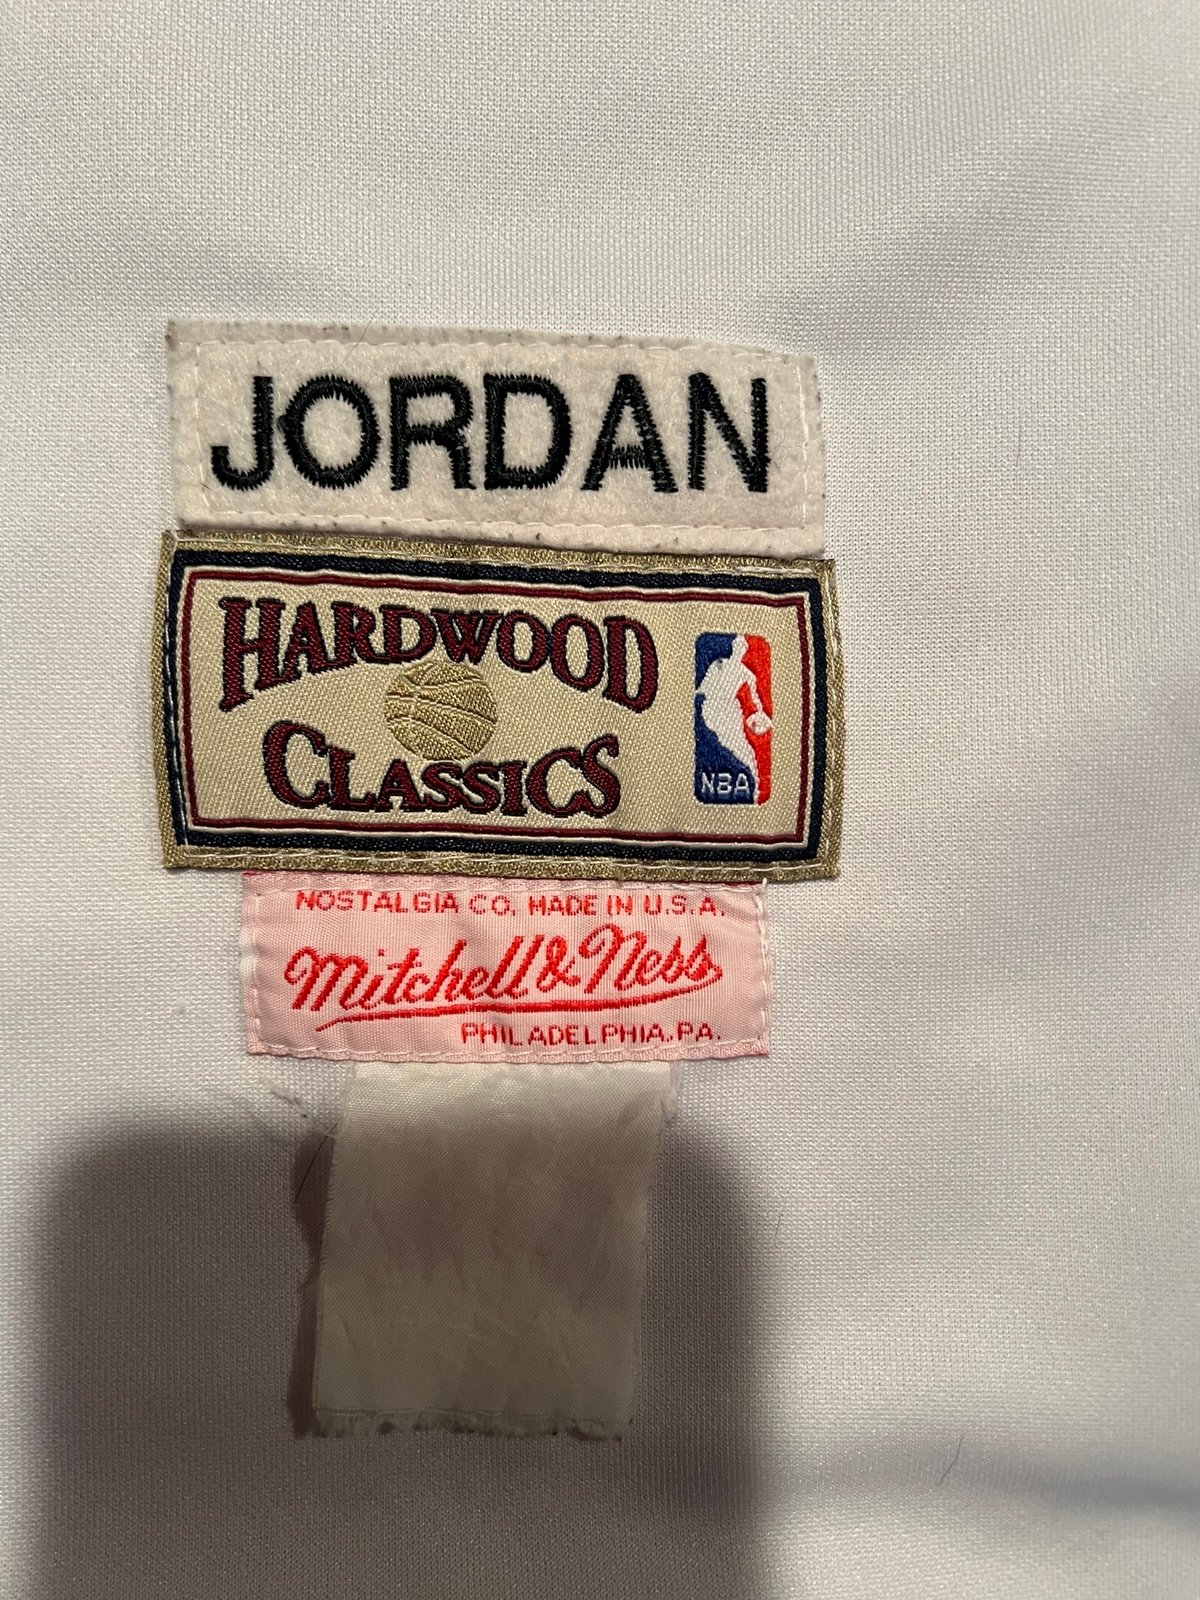 JORDAN
HARDWOOD
CLASSICS
NBA
NOSTALGIA CO. MADE IN U.S.A.
Mitchell & Ness
PHILADELPHIA, PA.